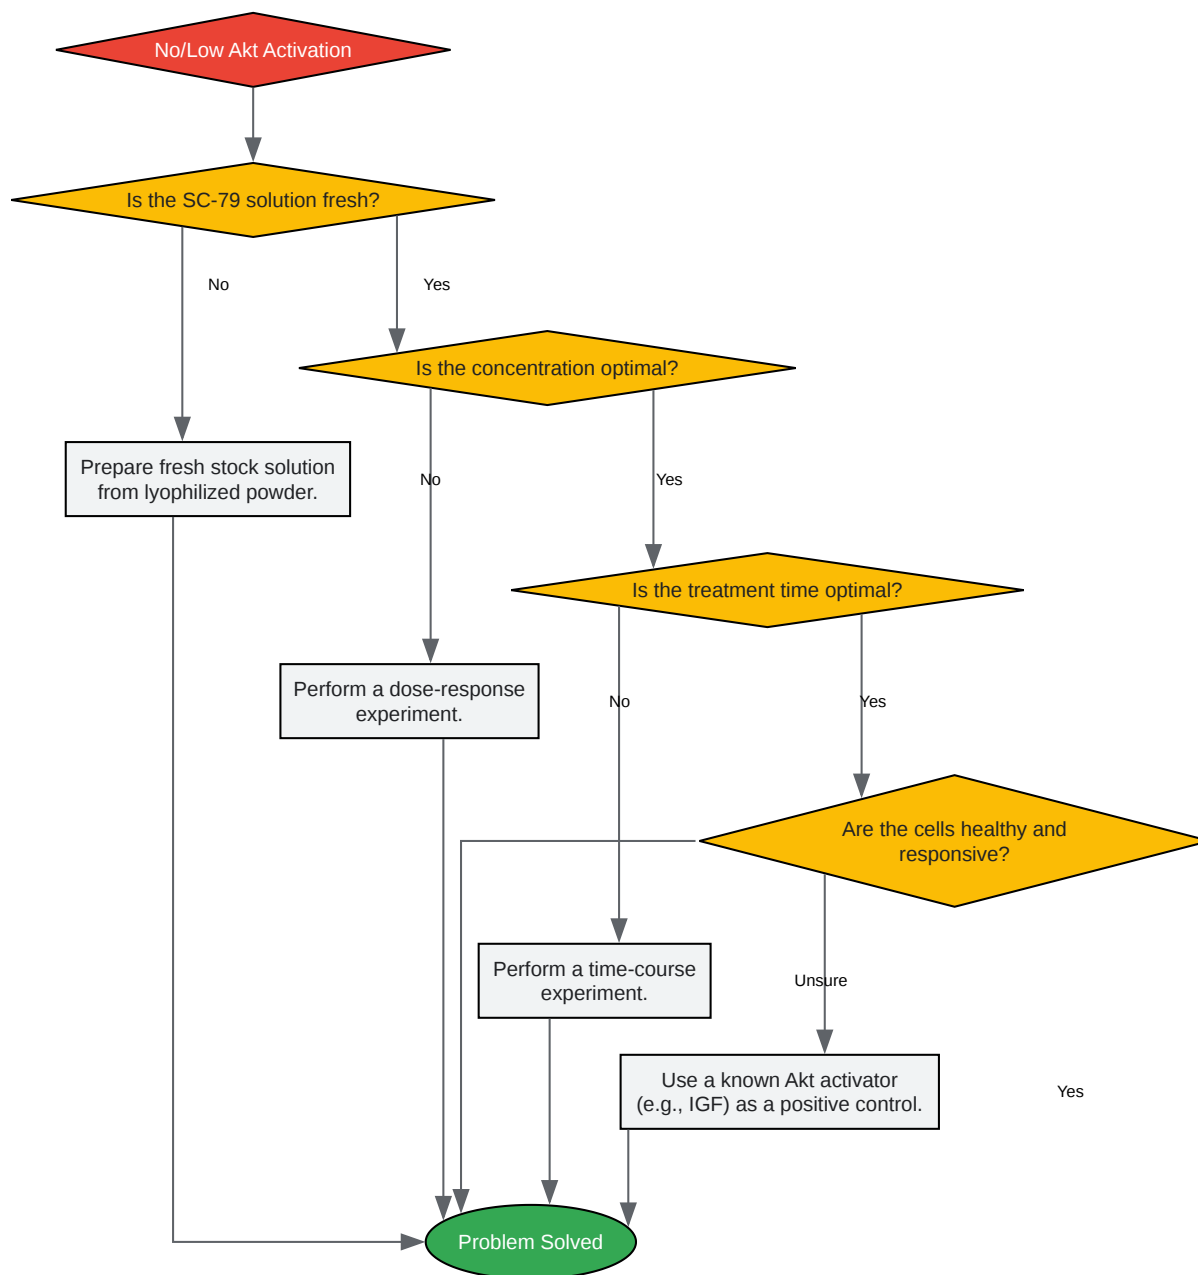 No/Low Akt Activation
Is the SC-79 solution fresh?
No
Yes
Is the concentration optimal?
Prepare fresh stock solution
from lyophilized powder.
No
Yes
Is the treatment time optimal?
Perform a dose-response
experiment.
No
Yes
Are the cells healthy and
responsive?
Perform a time-course
experiment.
Unsure
Use a known Akt activator
(e.g., IGF) as a positive control.
Yes
Problem Solved